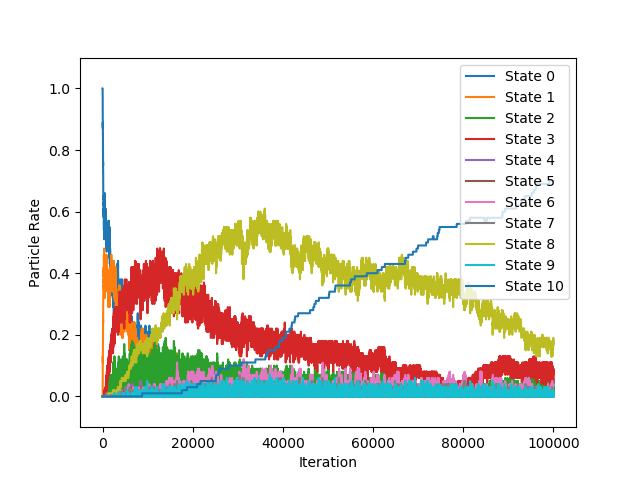 1.0
0.8
0.6
0.4
0.2
0.0
Particle Rate
0 20000 40000 60000 80000 100000
Iteration
State 0
State 1
State 2
State 3
State 4
State 5
State 6
State 7
State 8
State 9
State 10